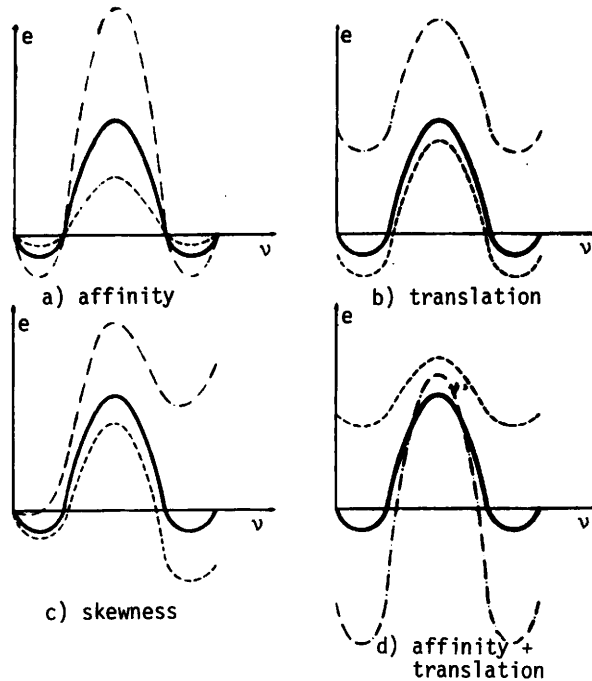 e
e
ν
ν
a) affinity
b) translation
e
e
ν
ν
c) skewness
d) affinity +
translation